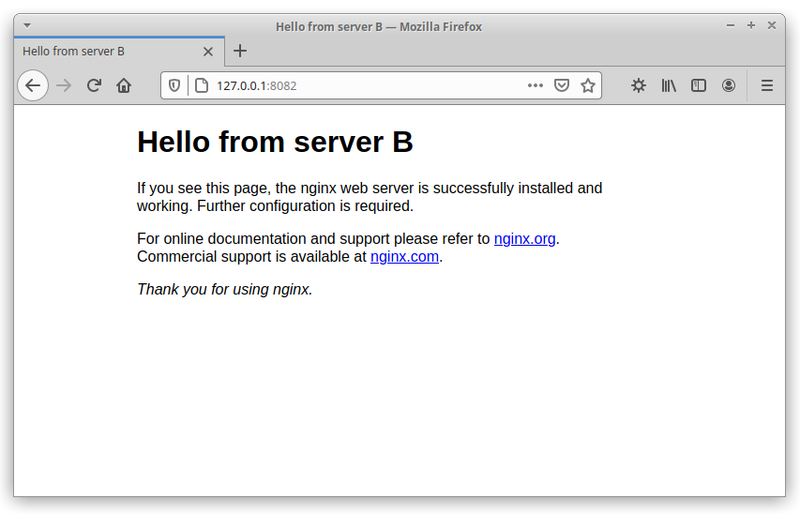 Hello from server B — Mozilla Firefox
Hello from server B
127.0.0.1:8082
Hello from server B
If you see this page, the nginx web server is successfully installed and
working. Further configuration is required.
For online documentation and support please refer to nginx.org.
Commercial support is available at nginx.com.
Thank you for using nginx.